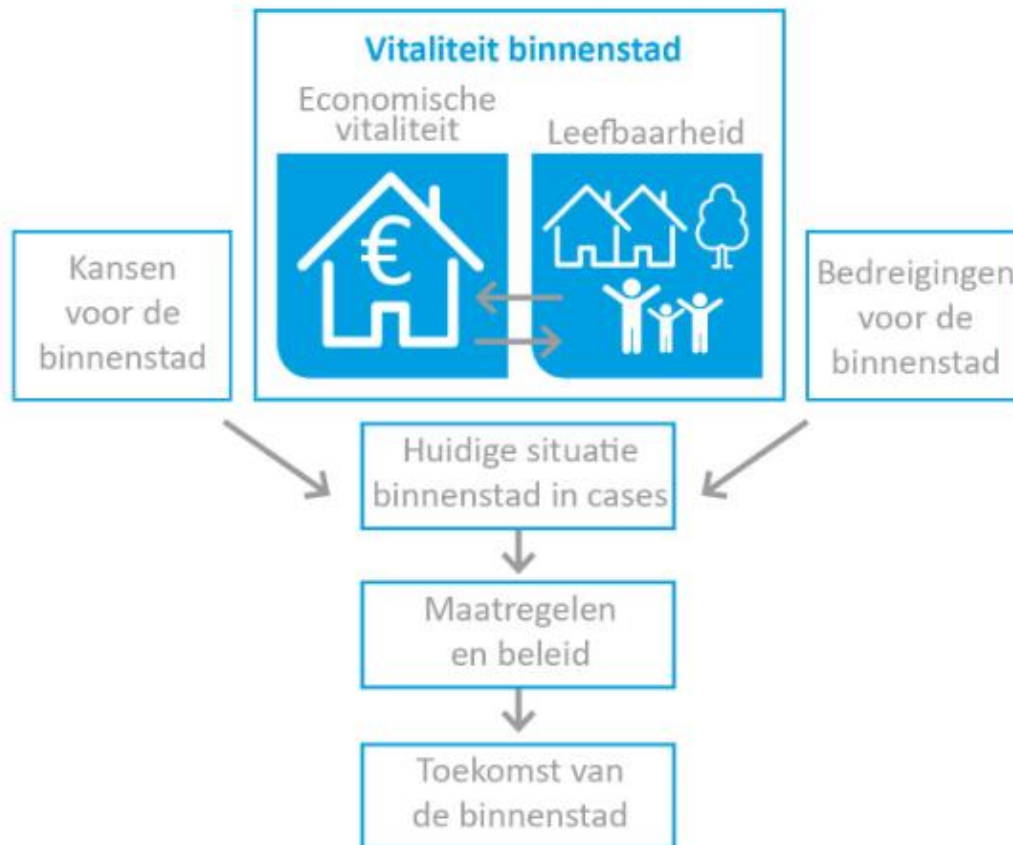 Vitaliteit binnenstad
Economische
vitaliteit
Leefbaarheid
€
Kansen
voor de
binnenstad
Bedreigingen
voor de
binnenstad
Huidige situatie
binnenstad in cases
Maatregelen
en beleid
Toekomst van
de binnenstad